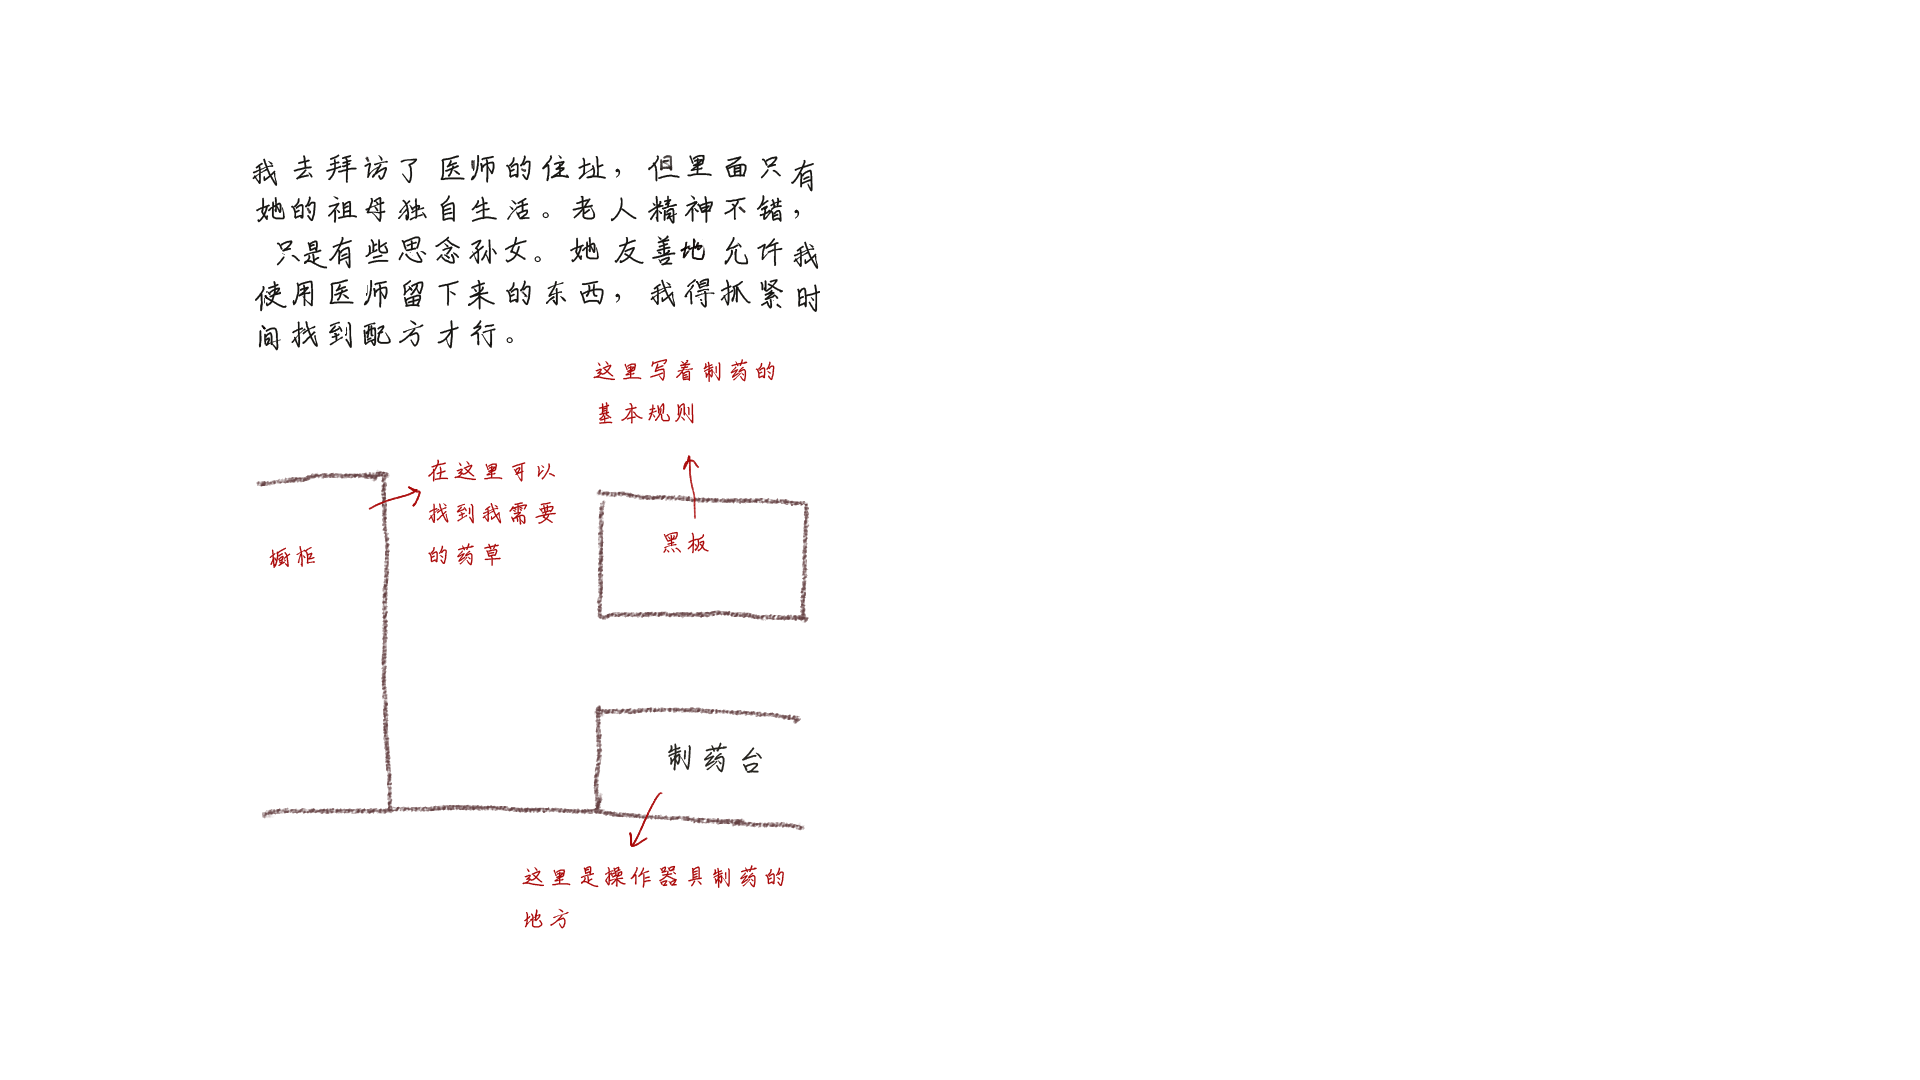 我去拜访了医师的住址，但里面只有
她的祖母独自生活。老人精神不错，
只是有些思念孙女。她友善地允许我
使用医师留下来的东西，我得抓紧时
间找到配方才行。
这里写着制药的
基本规则
在这里可以
找到我需要
的药草
橱柜
黑板
制药台
这里是操作器具制药的
地方